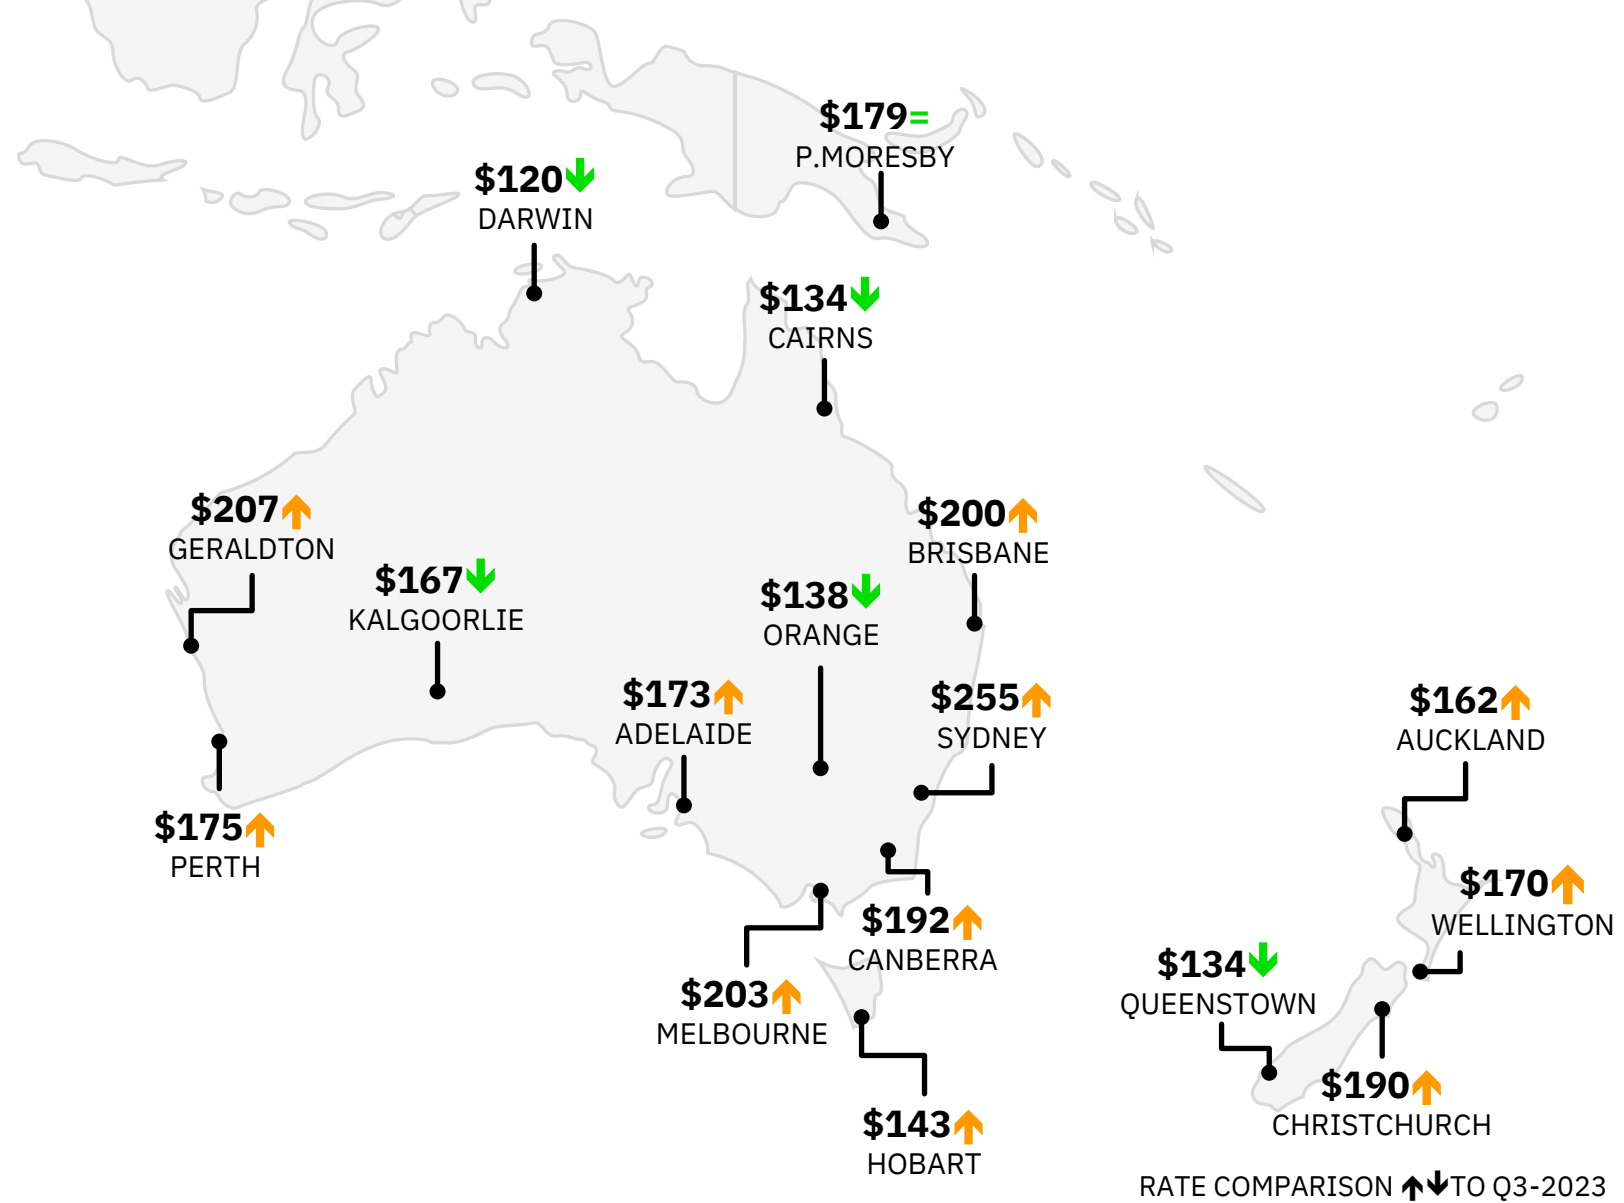 $179=
P.MORESBY
$120↓
DARWIN
$134↓
CAIRNS
$207↑
GERALDTON
$200↑
BRISBANE
$167↓
KALGOORLIE
$138↓
ORANGE
$173↑
ADELAIDE
$255↑
SYDNEY
$162↑
AUCKLAND
$175↑
PERTH
$170↑
WELLINGTON
$192↑
CANBERRA
$134↓
QUEENSTOWN
$203↑
MELBOURNE
$190↑
CHRISTCHURCH
$143↑
HOBART
RATE COMPARISON ↑↓TO Q3-2023